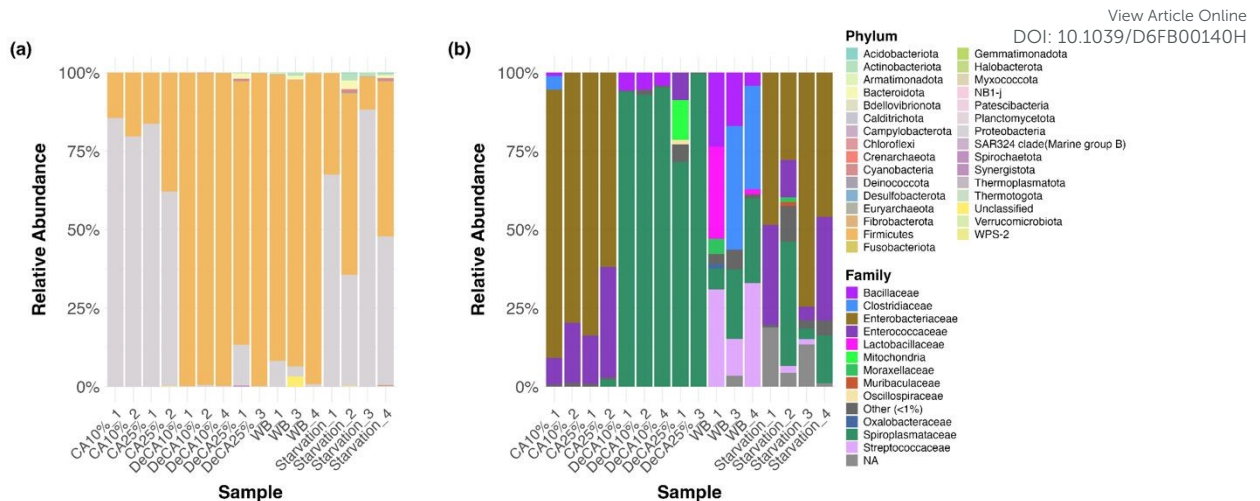 View Article Online
DOI: 10.1039/D6FB00140H
(a)
Relative Abundance
100%
75%
50%
25%
0%
CA10%_1
CA10%_2
CA25%_1
CA25%_2
DeCA10%_1
DeCA10%_2
DeCA10%_4
DeCA25%_1
DeCA25%_3
WB_1
WB_3
WB_4
Starvation_1
Starvation_2
Starvation_3
Starvation_4
Sample
(b)
Relative Abundance
100%
75%
50%
25%
0%
CA10%_1
CA10%_2
CA25%_1
CA25%_2
DeCA10%_1
DeCA10%_2
DeCA10%_4
DeCA25%_1
DeCA25%_3
WB_1
WB_3
WB_4
Starvation_1
Starvation_2
Starvation_3
Starvation_4
Sample
Phylum
Acidobacteriota
Actinobacteriota
Armatimonadota
Bacteroidota
Bdellovibrionota
Calditrichota
Campylobacterota
Chloroflexi
Crenarchaeota
Cyanobacteria
Deinococcota
Desulfobacterota
Euryarchaeota
Fibrobacterota
Firmicutes
Fusobacteriota
Gemmatimonadota
Halobacterota
Myxococcota
NB1-j
Patescibacteria
Planctomycetota
Proteobacteria
SAR324 clade(Marine group B)
Spirochaetota
Synergistota
Thermoplasmatota
Thermotogota
Unclassified
Verrucomicrobiota
WPS-2
Family
Bacillaceae
Clostridiaceae
Enterobacteriaceae
Enterococcaceae
Lactobacillaceae
Mitochondria
Moraxellaceae
Muribaculaceae
Oscillospiraceae
Other (<1%)
Oxalobacteraceae
Spiroplasmataceae
Streptococcaceae
NA